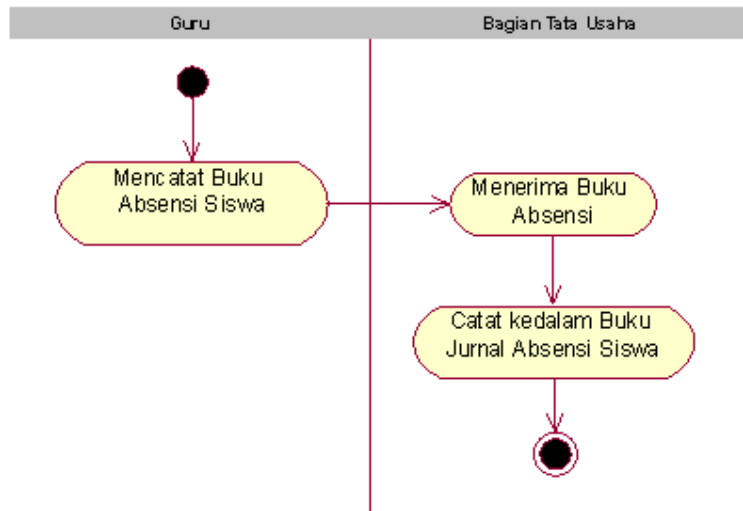 Guru
Bagian Tata Usaha
Mencatat Buku
Absensi Siswa
Menerima Buku
Absensi
Catat kedalam Buku
Jurnal Absensi Siswa